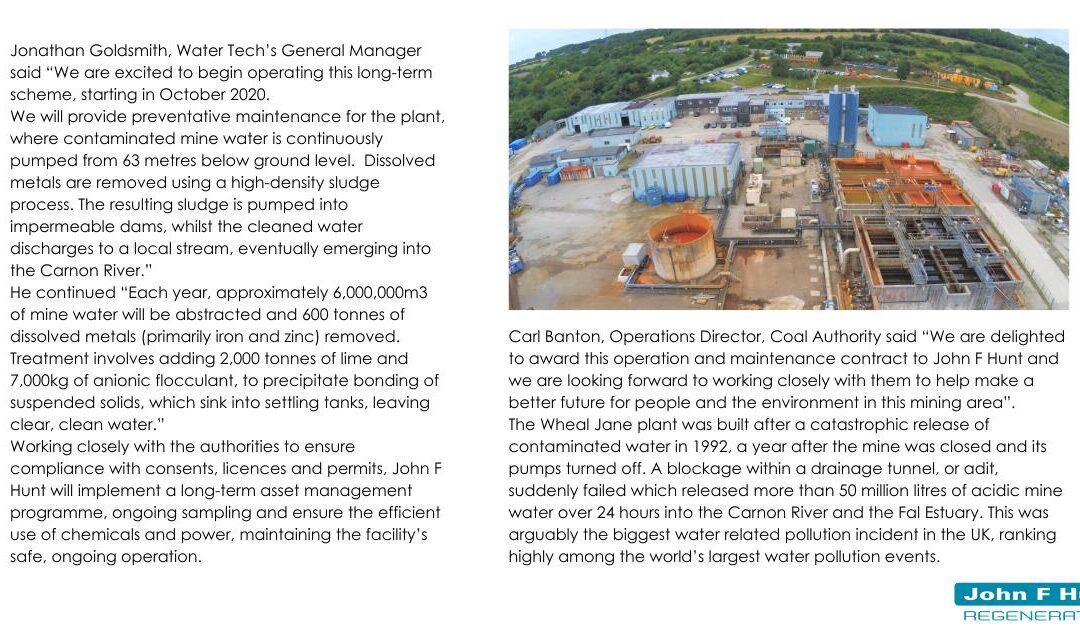 Jonathan Goldsmith, Water Tech’s General Manager
said “We are excited to begin operating this long-term
scheme, starting in October 2020.
We will provide preventative maintenance for the plant,
where contaminated mine water is continuously
pumped from 63 metres below ground level.  Dissolved
metals are removed using a high-density sludge
process. The resulting sludge is pumped into
impermeable dams, whilst the cleaned water
discharges to a local stream, eventually emerging into
the Carnon River.”
He continued “Each year, approximately 6,000,000m3
of mine water will be abstracted and 600 tonnes of
dissolved metals (primarily iron and zinc) removed.
Treatment involves adding 2,000 tonnes of lime and
7,000kg of anionic flocculant, to precipitate bonding of
suspended solids, which sink into settling tanks, leaving
clear, clean water.”
Working closely with the authorities to ensure
compliance with consents, licences and permits, John F
Hunt will implement a long-term asset management
programme, ongoing sampling and ensure the efficient
use of chemicals and power, maintaining the facility’s
safe, ongoing operation.
Carl Banton, Operations Director, Coal Authority said “We are delighted
to award this operation and maintenance contract to John F Hunt and
we are looking forward to working closely with them to help make a
better future for people and the environment in this mining area”.
The Wheal Jane plant was built after a catastrophic release of
contaminated water in 1992, a year after the mine was closed and its
pumps turned off. A blockage within a drainage tunnel, or adit,
suddenly failed which released more than 50 million litres of acidic mine
water over 24 hours into the Carnon River and the Fal Estuary. This was
arguably the biggest water related pollution incident in the UK, ranking
highly among the world’s largest water pollution events.
John F